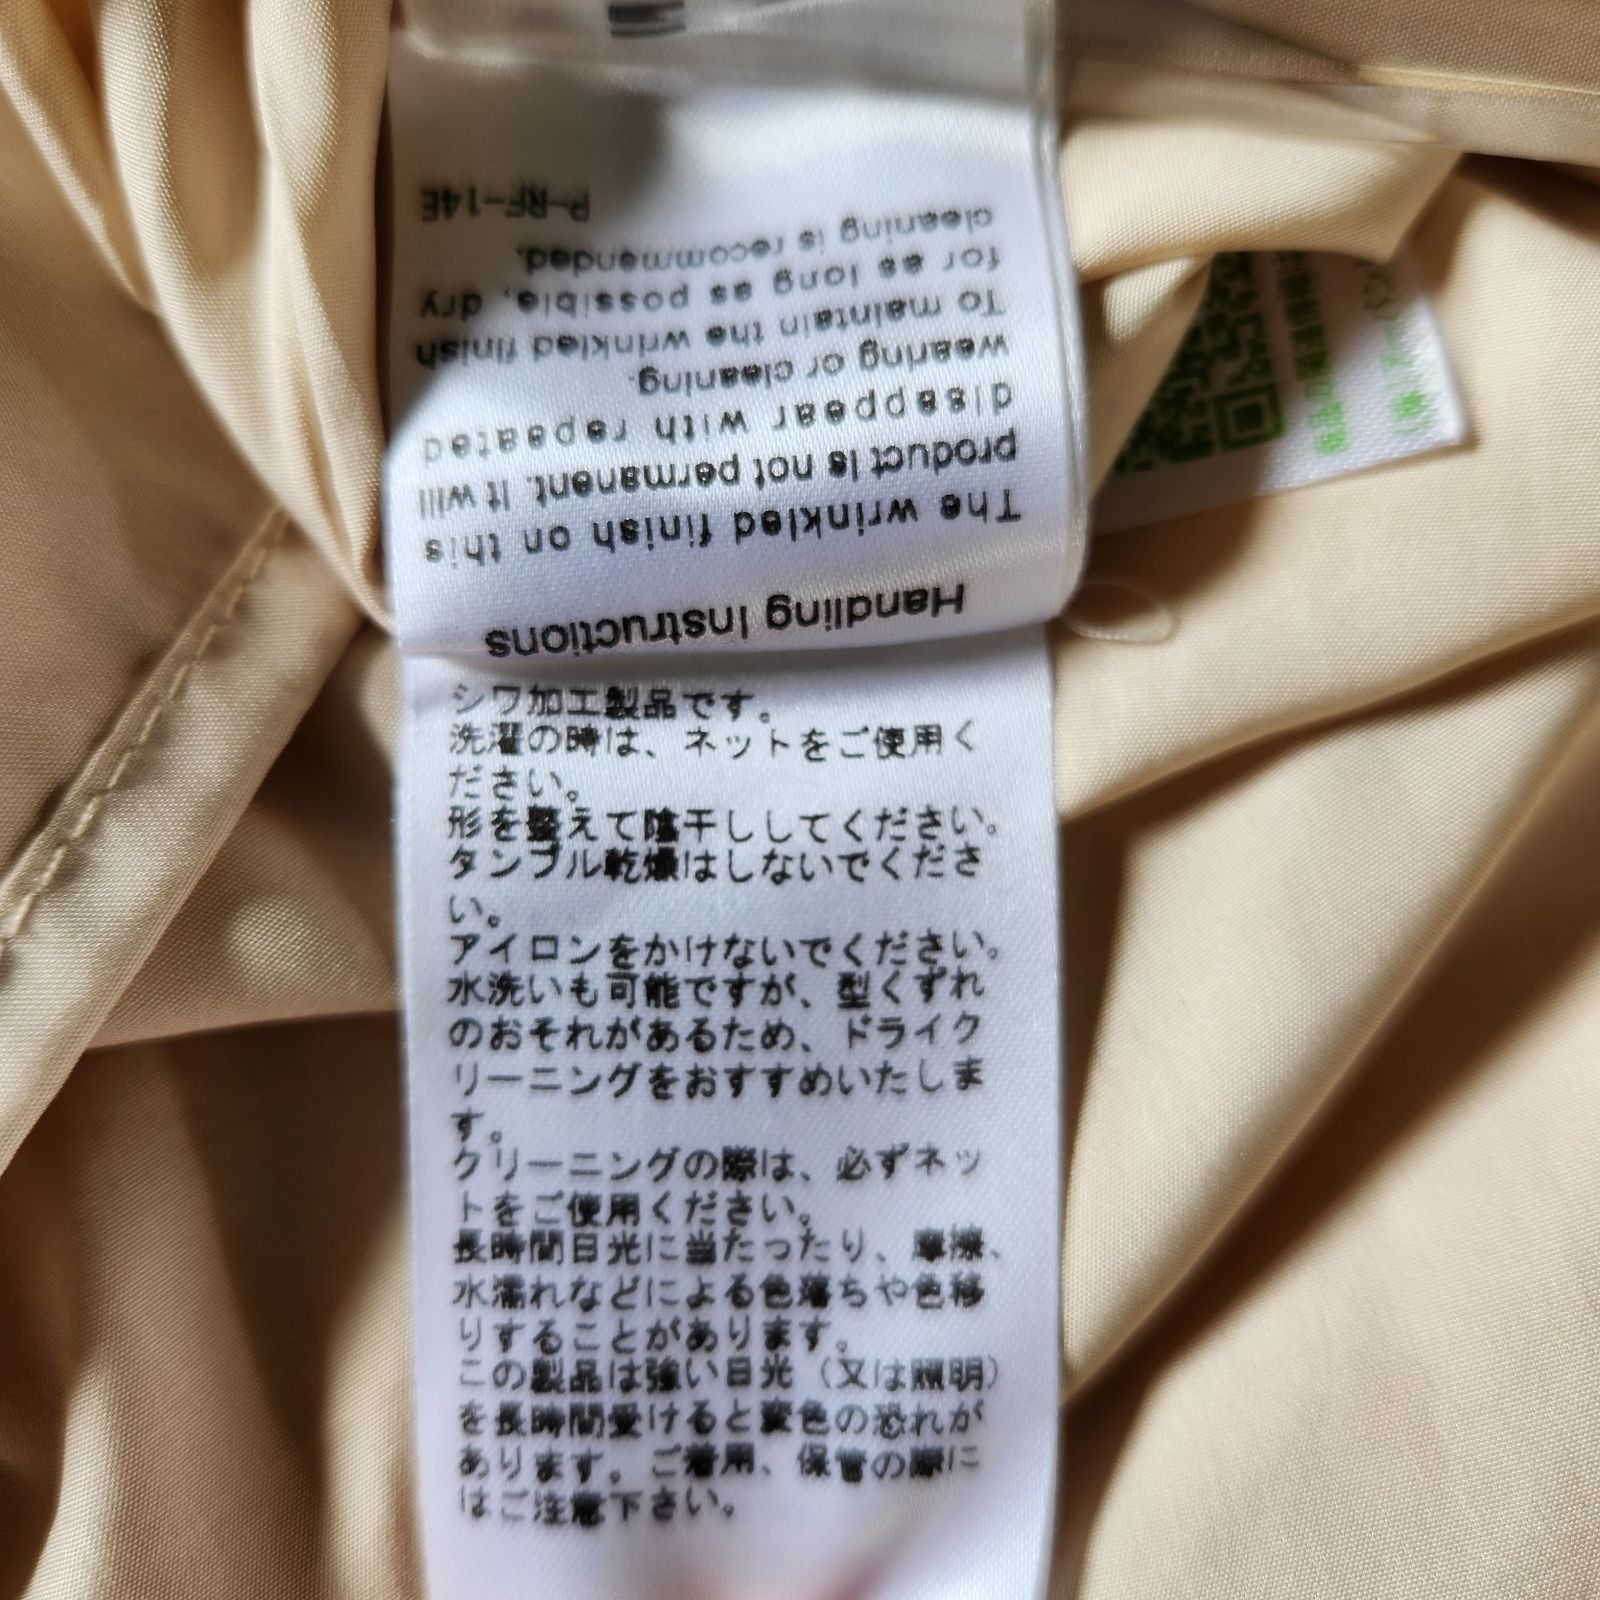 Handling Instructions
The wrinkled finish on this
product is not permanent. It will
disappear with repeated
wearing or cleaning.
To maintain the wrinkled finish
for as long as possible, dry
cleaning is recommended.
P-RF-14E
シワ加工製品です。
洗濯の時は、ネットをご使用く
ださい。
形を整えて陰干ししてください。
タンブル乾燥はしないでくださ
い。
アイロンをかけないでください。
水洗いも可能ですが、型くずれ
のおそれがあるため、ドライク
リーニングをおすすめいたしま
す。
クリーニングの際は、必ずネッ
トをご使用ください。
長時間日光に当たったり、摩擦、
水濡れなどによる色落ちや色移
りすることがあります。
この製品は強い日光（又は照明）
を長時間受けると変色の恐れが
あります。ご着用、保管の際に
はご注意下さい。